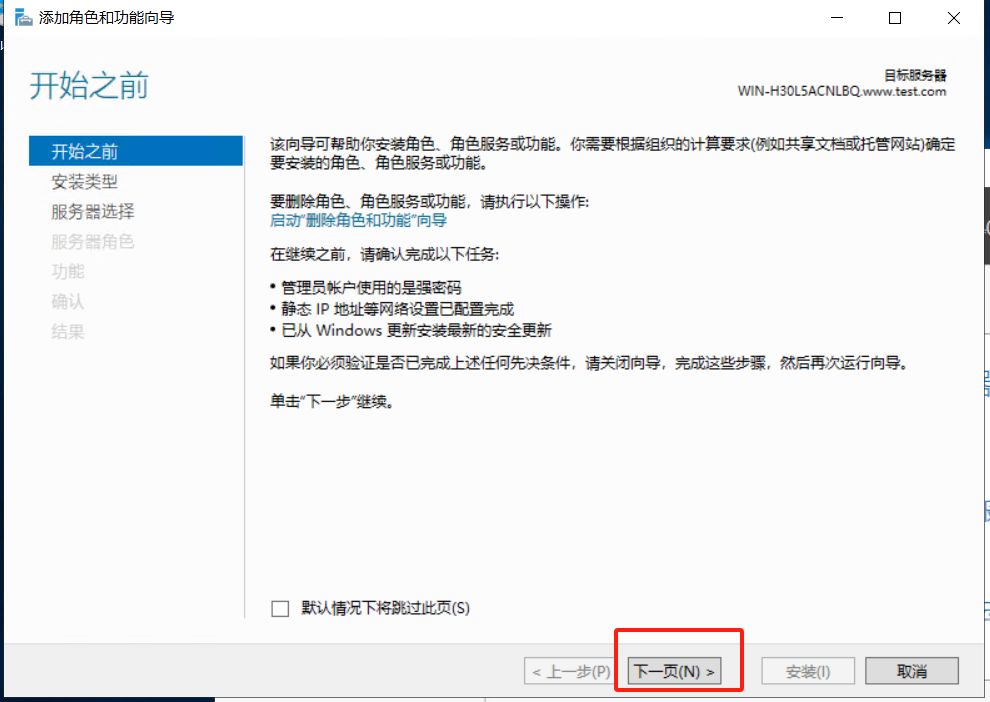 添加角色和功能向导
开始之前
目标服务器
WIN-H30L5ACNLBQ.www.test.com
开始之前
安装类型
服务器选择
服务器角色
功能
确认
结果
该向导可帮助你安装角色、角色服务或功能。你需要根据组织的计算要求(例如共享文档或托管网站)确定
要安装的角色、角色服务或功能。
要删除角色、角色服务或功能，请执行以下操作:
启动“删除角色和功能”向导
在继续之前，请确认完成以下任务:
• 管理员帐户使用的是强密码
• 静态 IP 地址等网络设置已配置完成
• 已从 Windows 更新安装最新的安全更新
如果你必须验证是否已完成上述任何先决条件，请关闭向导，完成这些步骤，然后再次运行向导。
单击“下一步”继续。
默认情况下将跳过此页(S)
< 上一步(P)
下一页(N) >
安装(I)
取消